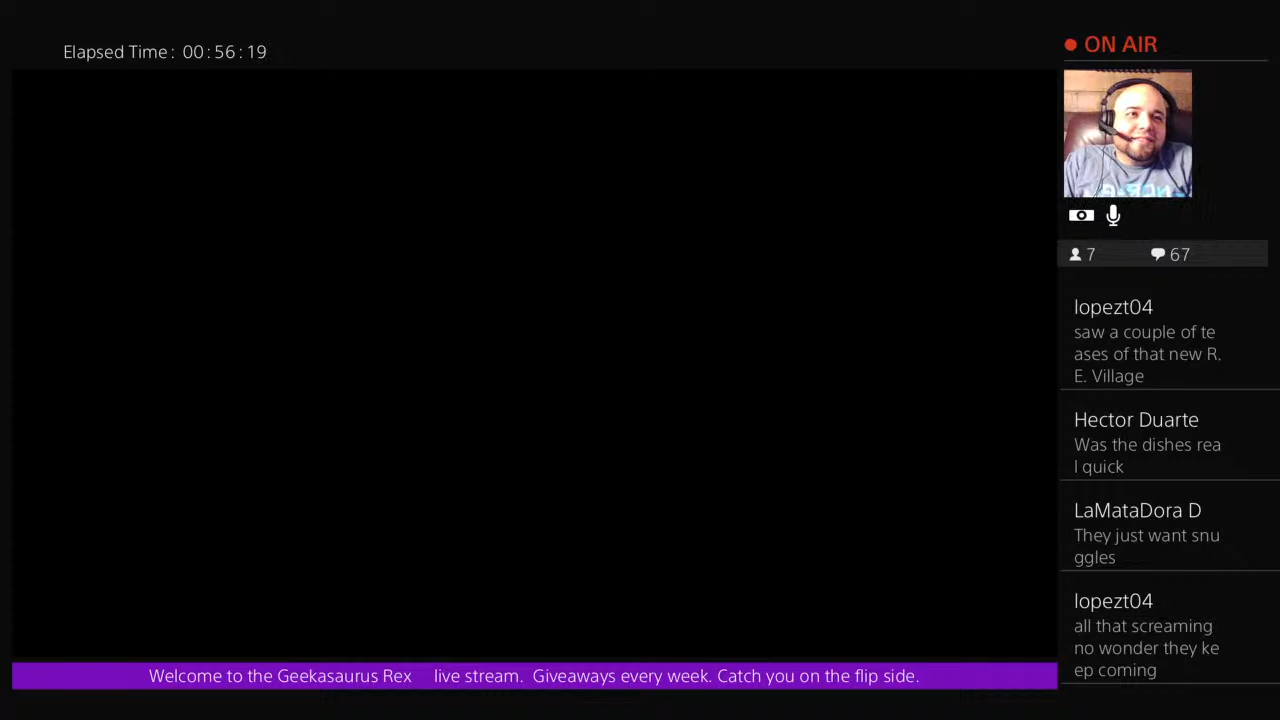 Elapsed Time: 00:56:19
ON AIR
7 67
lopezt04
saw a couple of te
ases of that new R.
E. Village
Hector Duarte
Was the dishes rea
l quick
LaMataDora D
They just want snu
ggles
lopezt04
all that screaming
no wonder they ke
ep coming
Welcome to the Geekasaurus Rex live stream. Giveaways every week. Catch you on the flip side.